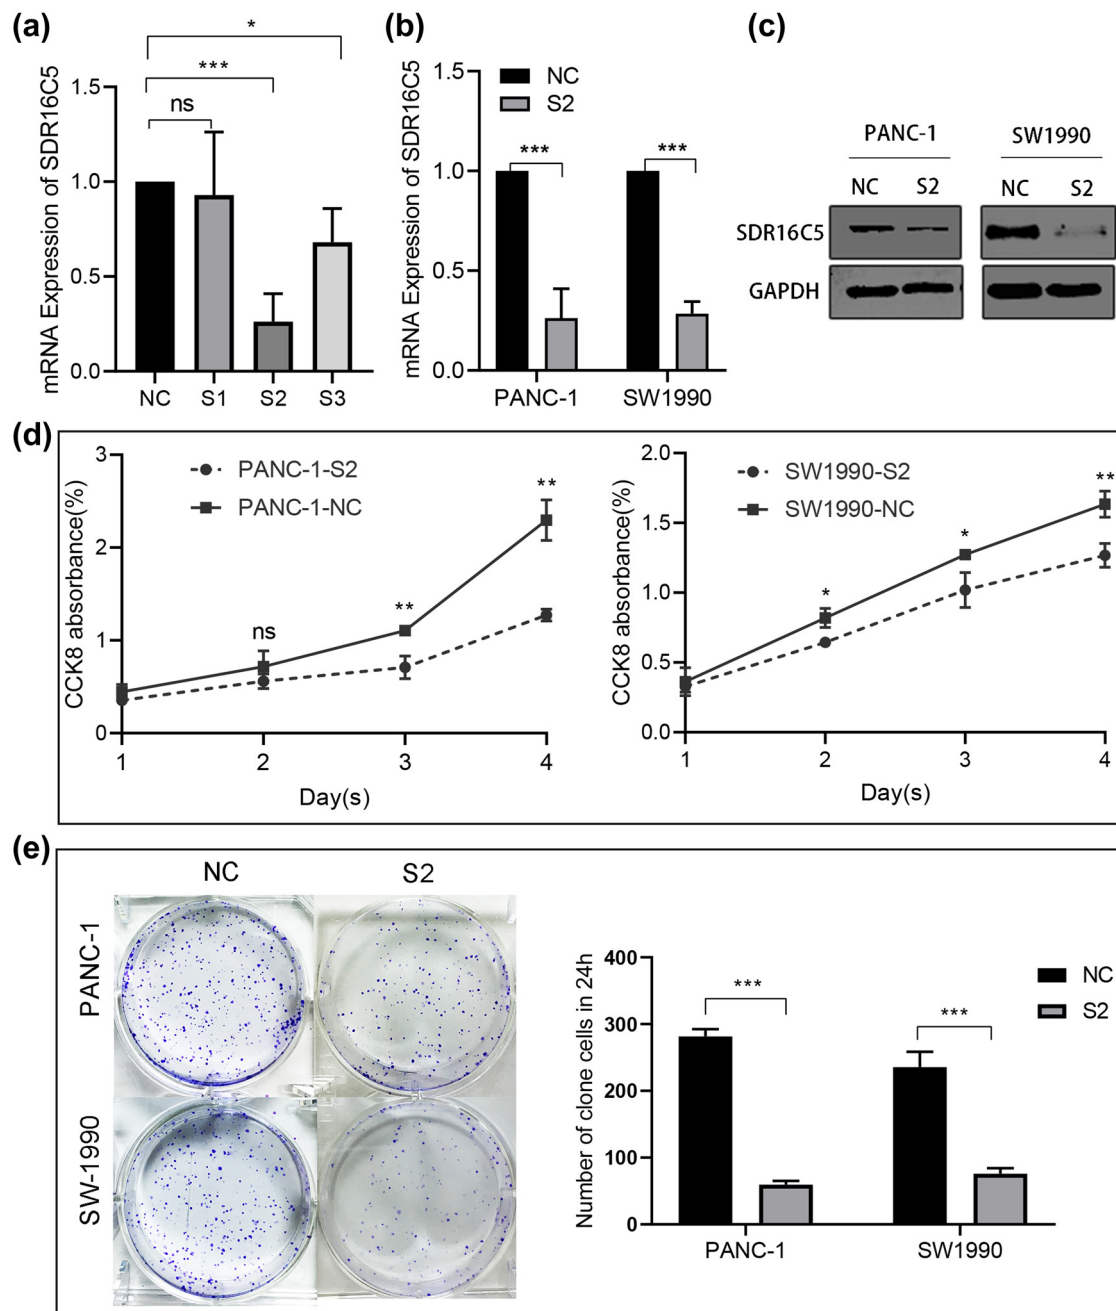 (a)
mRNA Expression of SDR16C5
1.5
1.0
0.5
0.0
NC S1 S2 S3
ns
***
*
(b)
mRNA Expression of SDR16C5
1.5
1.0
0.5
0.0
NC
S2
***
***
PANC-1 SW1990
(c)
PANC-1 SW1990
NC S2 NC S2
SDR16C5
GAPDH
(d)
CCK8 absorbance(%)
3
2
1
0
PANC-1-S2
PANC-1-NC
ns
**
**
1 2 3 4
Day(s)
CCK8 absorbance(%)
2.0
1.5
1.0
0.5
0.0
SW1990-S2
SW1990-NC
*
*
**
1 2 3 4
Day(s)
(e)
NC S2
PANC-1
SW-1990
Number of clone cells in 24h
400
300
200
100
0
NC
S2
***
***
PANC-1 SW1990